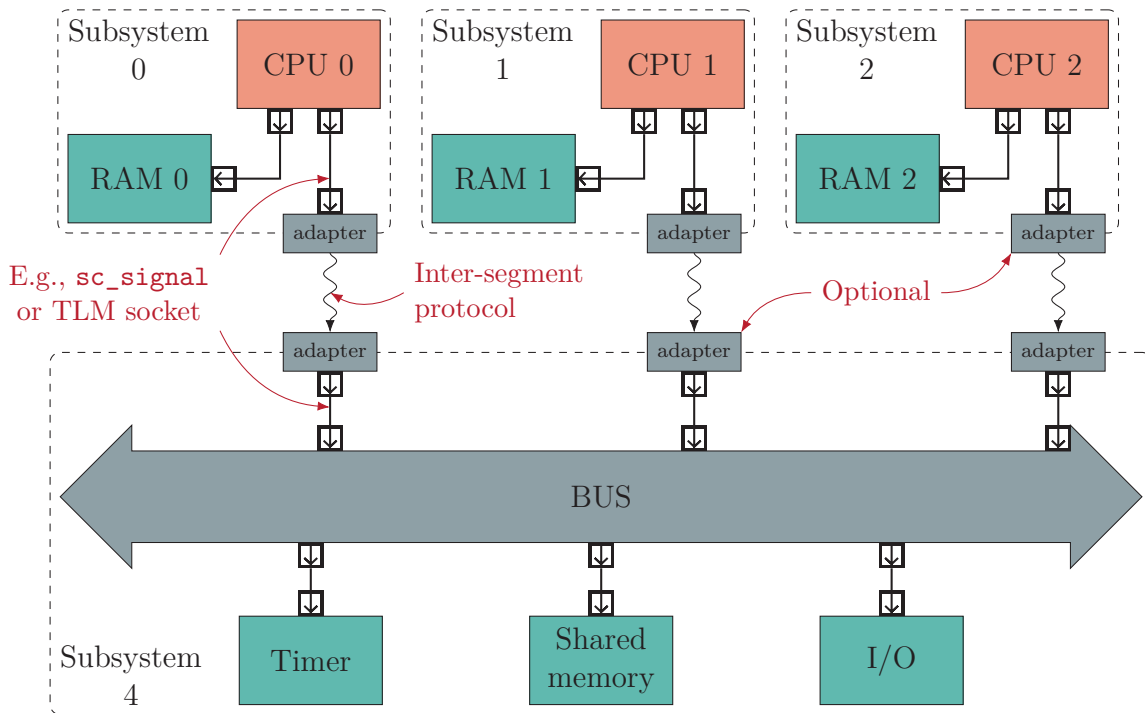 Subsystem
0
CPU 0
RAM 0
adapter
Subsystem
1
CPU 1
RAM 1
adapter
Subsystem
2
CPU 2
RAM 2
adapter
E.g., sc_signal
or TLM socket
Inter-segment
protocol
Optional
adapter
adapter
adapter
BUS
Subsystem
4
Timer
Shared
memory
I/O